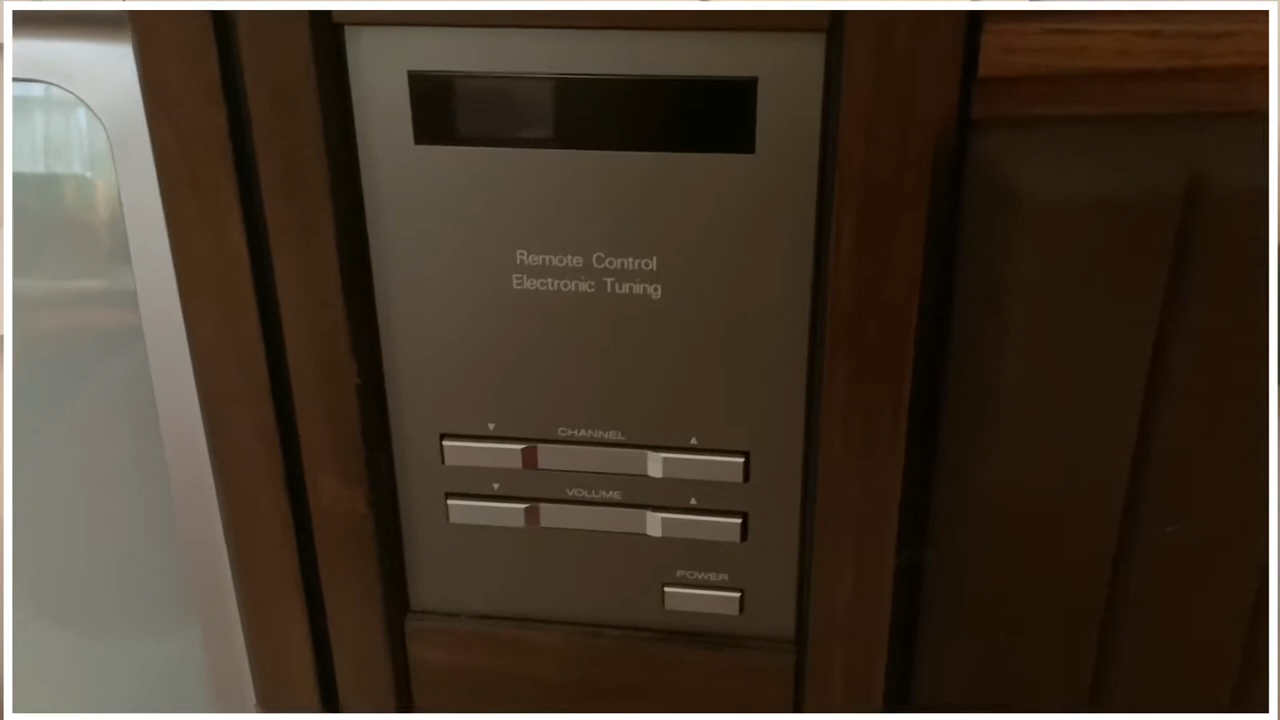 Remote Control
Electronic Tuning
▼ CHANNEL ▲
▼ VOLUME ▲
POWER